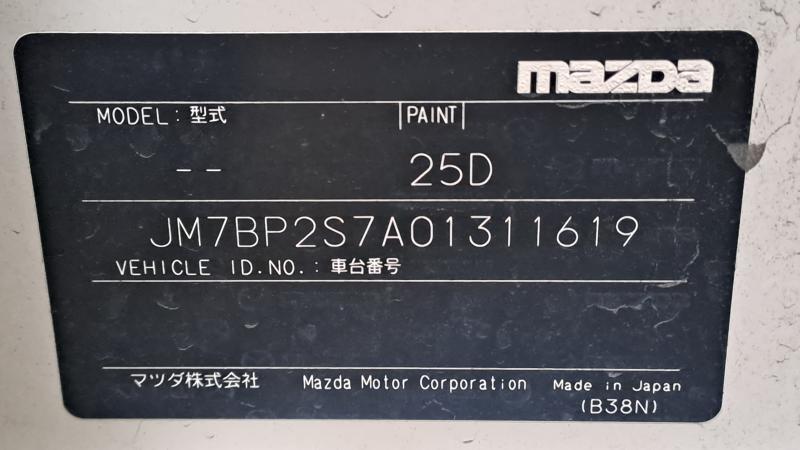 mazda
MODEL : 型式 PAINT
-- 25D
JM7BP2S7A01311619
VEHICLE ID.NO. : 車台番号
マツダ株式会社 Mazda Motor Corporation Made in Japan
(B38N)